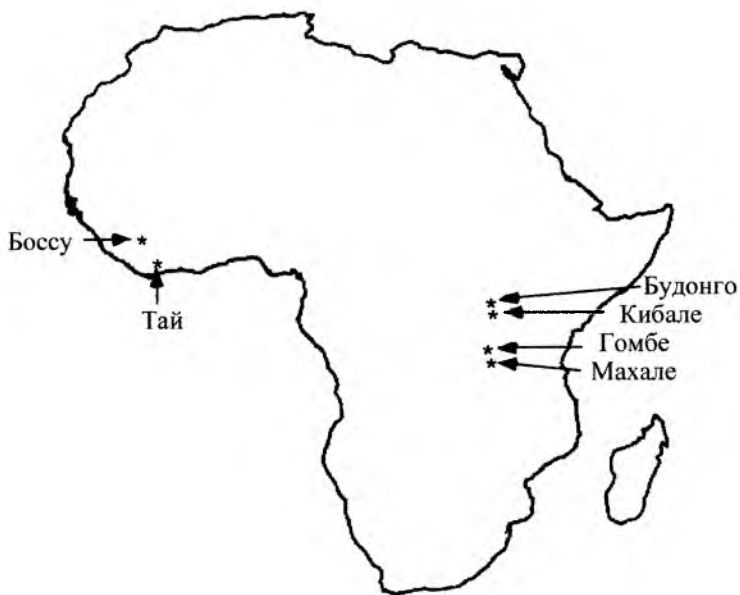 Боссу
Тай
Будонго
Кибале
Гомбе
Махале